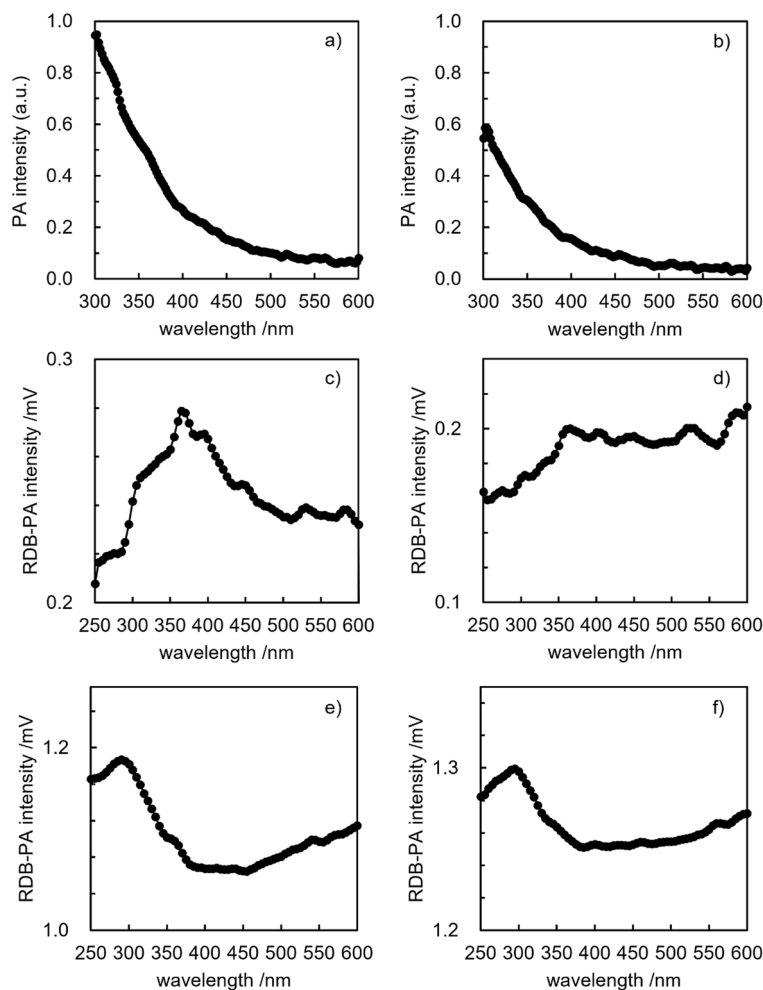 a)
PA intensity (a.u.)
1.0
0.8
0.6
0.4
0.2
0.0
300 350 400 450 500 550 600
wavelength /nm
b)
PA intensity (a.u.)
1.0
0.8
0.6
0.4
0.2
0.0
300 350 400 450 500 550 600
wavelength /nm
c)
RDB-PA intensity /mV
0.3
0.2
250 300 350 400 450 500 550 600
wavelength /nm
d)
RDB-PA intensity /mV
0.2
0.1
250 300 350 400 450 500 550 600
wavelength /nm
e)
RDB-PA intensity /mV
1.2
1.0
250 300 350 400 450 500 550 600
wavelength /nm
f)
RDB-PA intensity /mV
1.3
1.2
250 300 350 400 450 500 550 600
wavelength /nm